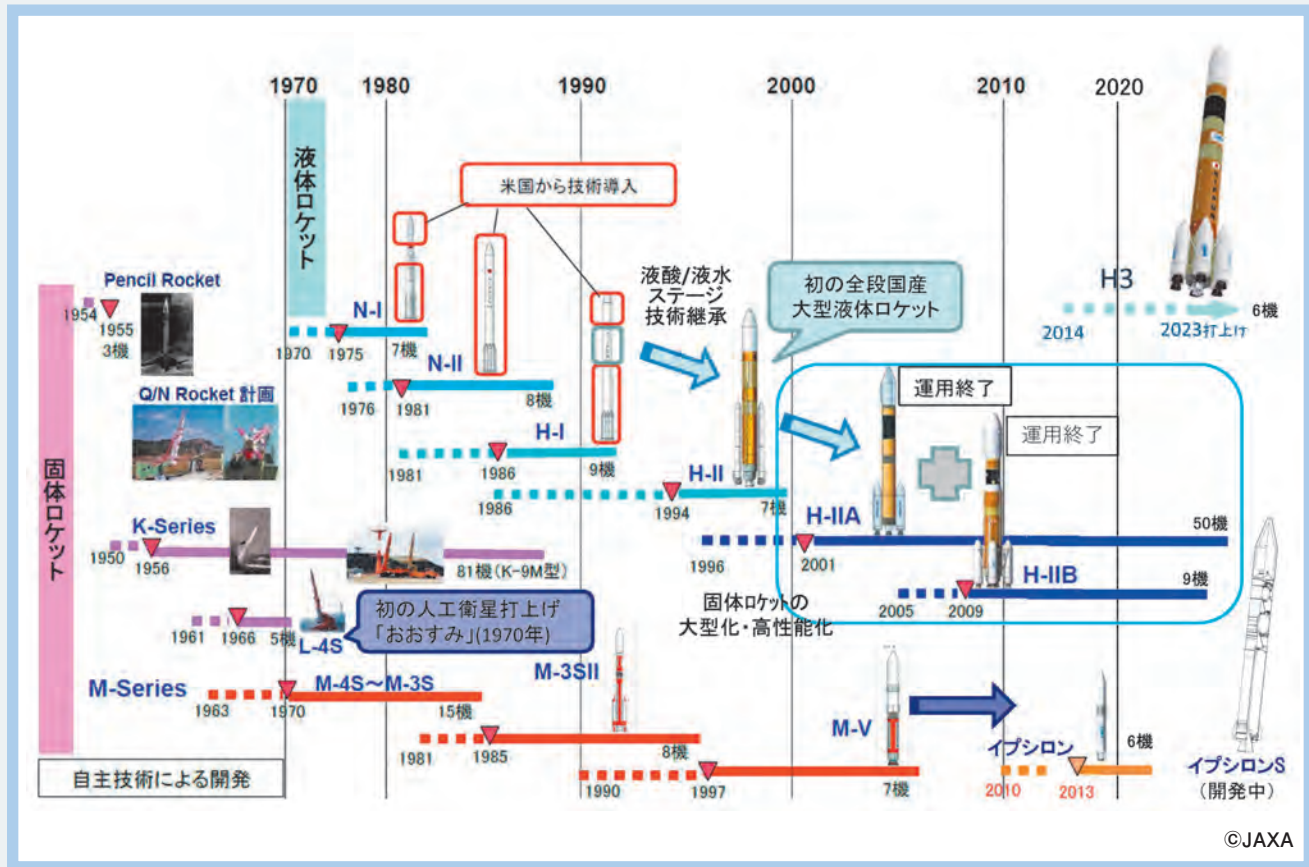 1970
1980
1990
2000
2010
2020
液体ロケット
米国から技術導入
Pencil Rocket
1954
1955
3機
N-I
1970
1975
7機
N-II
1976
1981
8機
H-I
1981
1986
9機
液酸/液水
ステージ
技術継承
初の全段国産
大型液体ロケット
H-II
1986
1994
7機
H3
2014
2023打上げ
6機
運用終了
運用終了
H-IIA
1996
2001
50機
H-IIB
2005
2009
9機
固体ロケット
Q/N Rocket 計画
K-Series
1950
1956
81機(K-9M型)
1961
1966
5機
L-4S
初の人工衛星打上げ
「おおすみ」(1970年)
固体ロケットの
大型化・高性能化
M-Series
M-4S~M-3S
1963
1970
15機
M-3SII
1981
1985
8機
M-V
1990
1997
7機
イプシロン
2010
2013
6機
イプシロンS
(開発中)
自主技術による開発
©JAXA